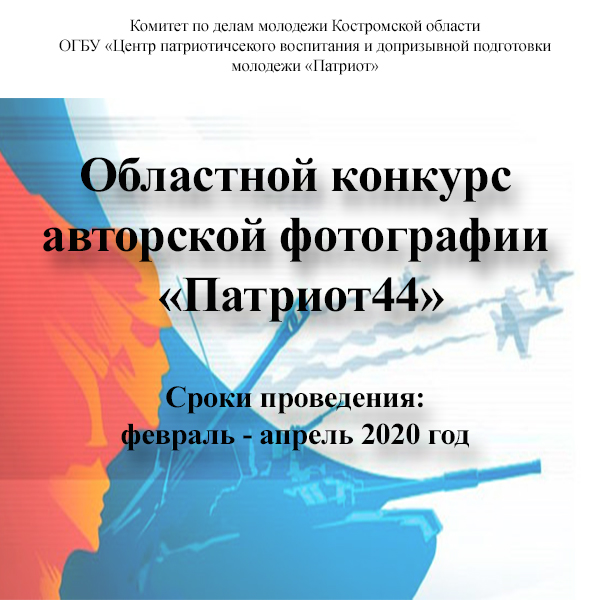 Комитет по делам молодежи Костромской области
ОГБУ «Центр патриотичсекого воспитания и допризывной подготовки
молодежи «Патриот»
Областной конкурс
авторской фотографии
«Патриот44»
Сроки проведения:
февраль - апрель 2020 год